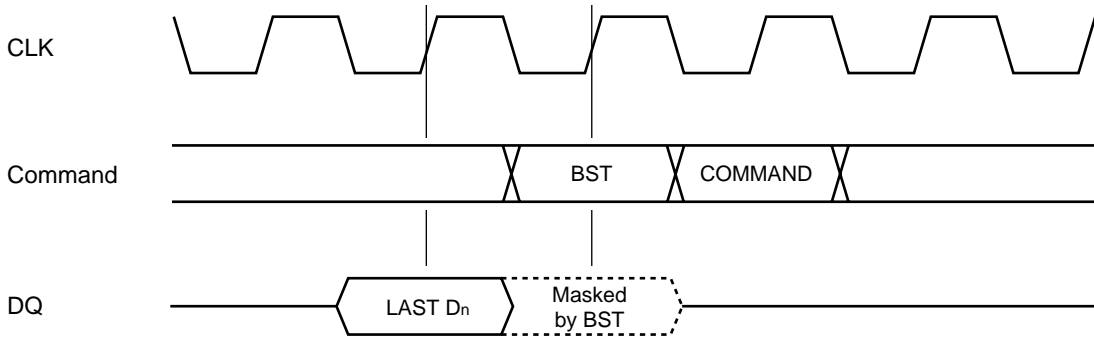 CLK
Command
BST
COMMAND
DQ
LAST Dn
Masked
by BST